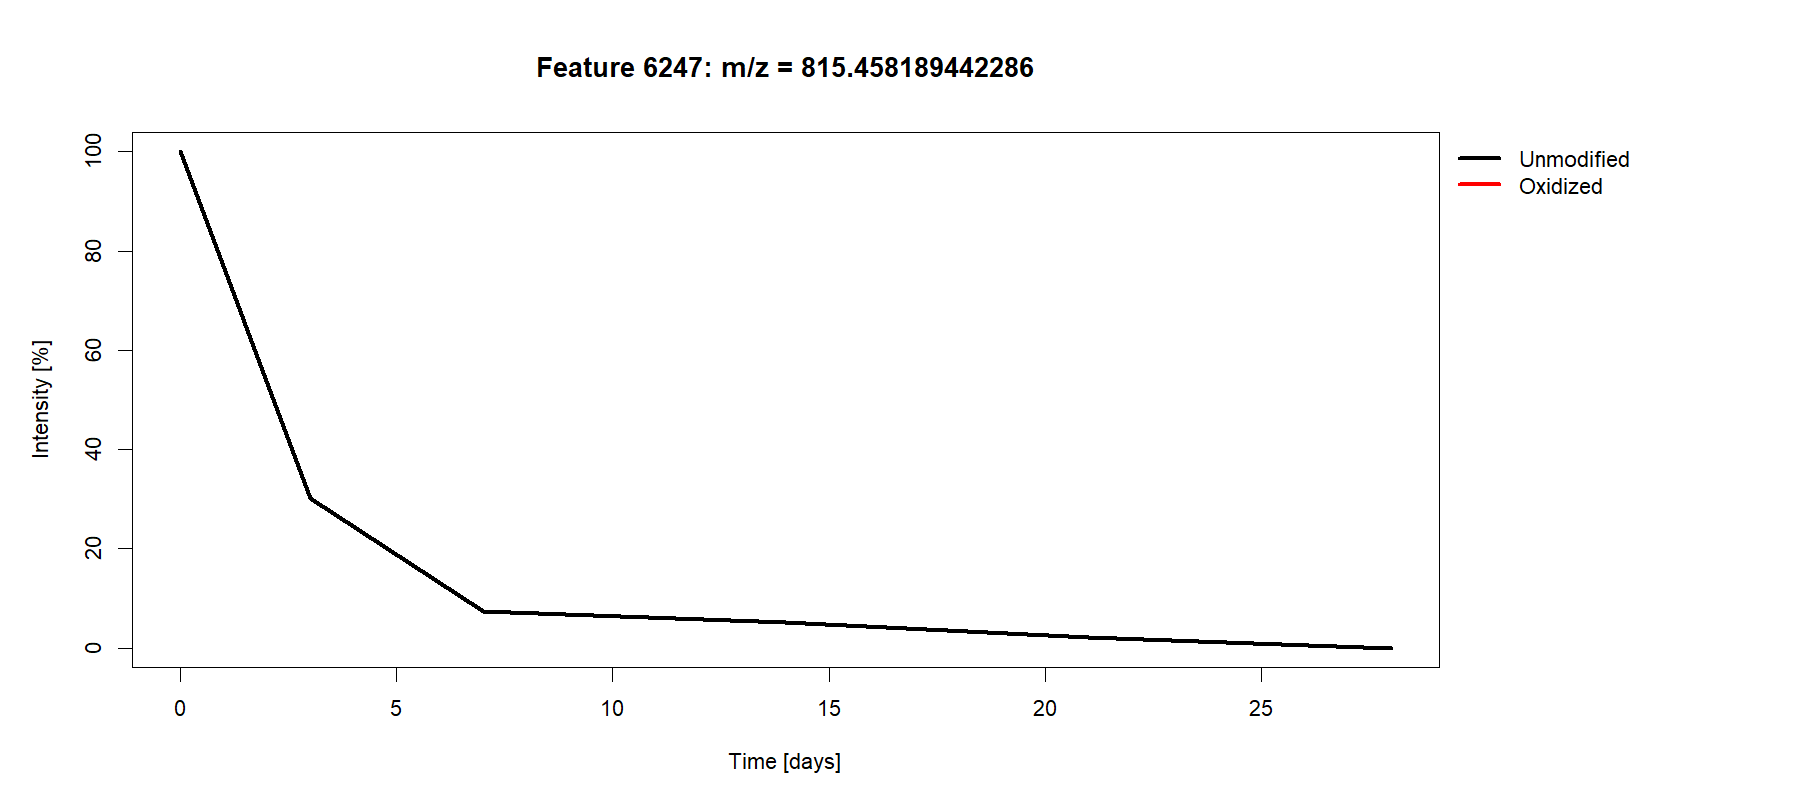 Feature 6247: m/z = 815.458189442286
Unmodified
Oxidized
Intensity [%]
100
80
60
40
20
0
0 5 10 15 20 25
Time [days]